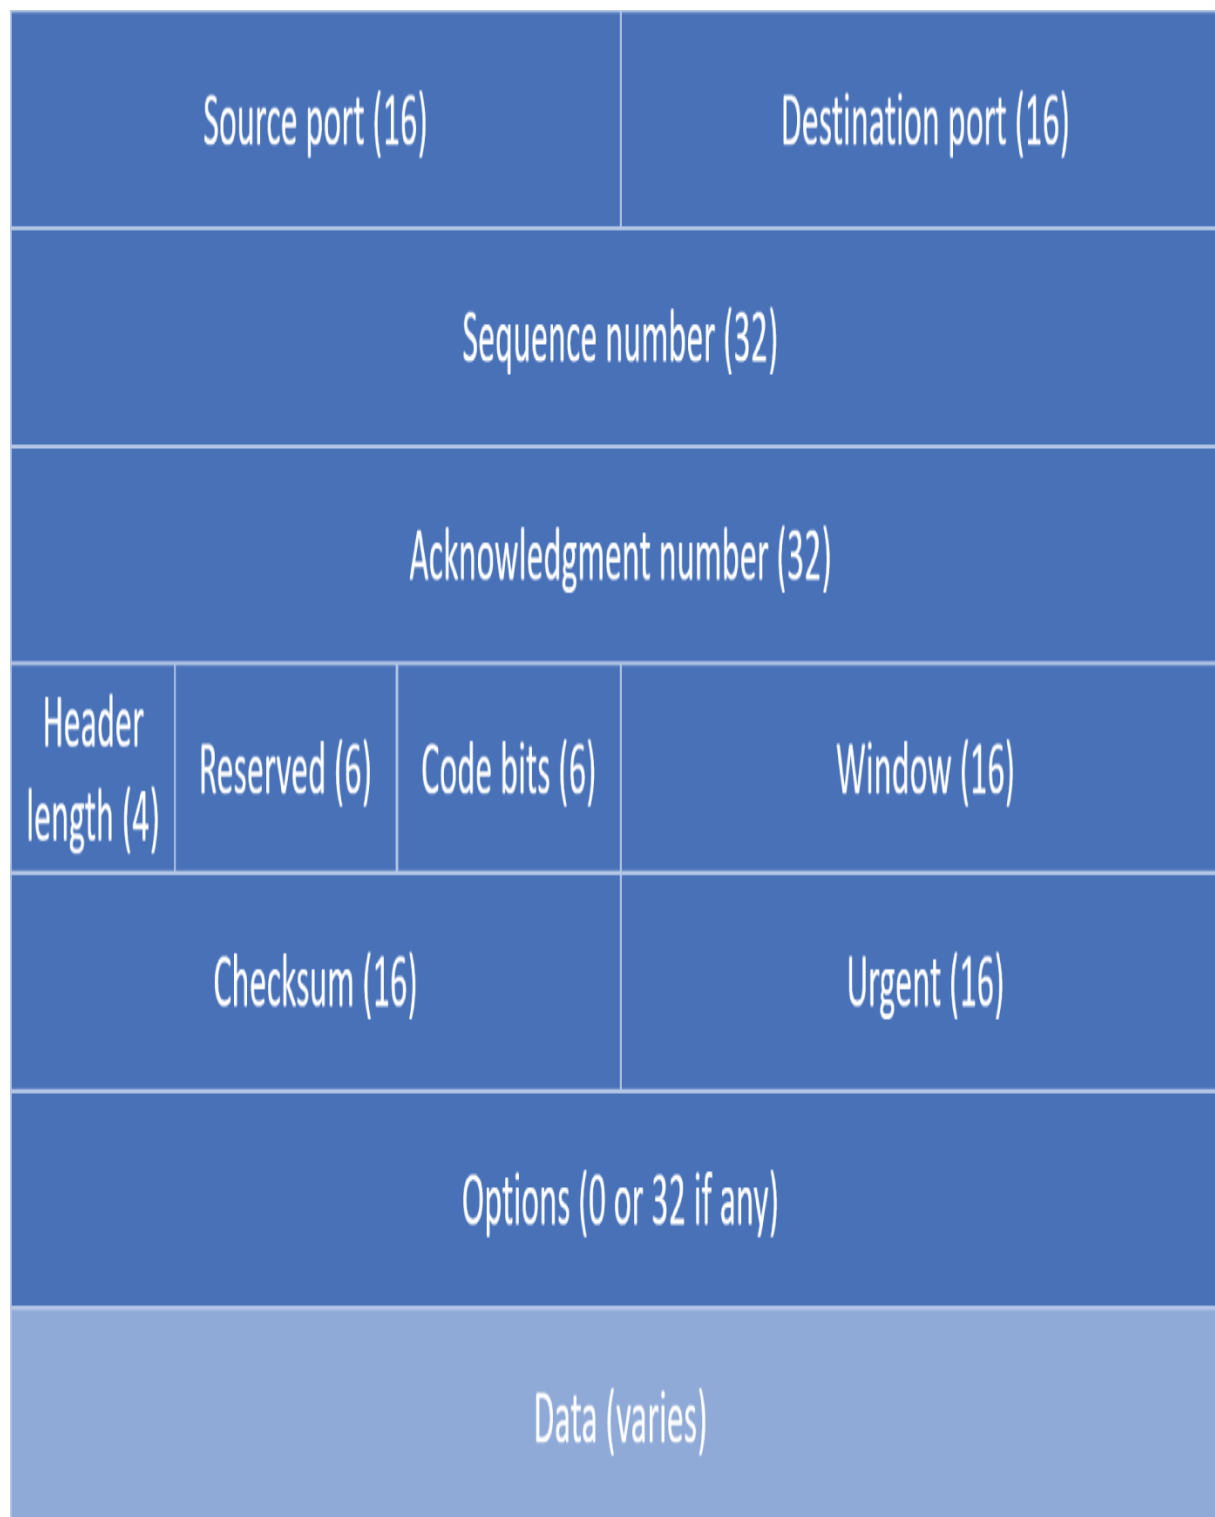 Source port (16)
Destination port (16)
Sequence number (32)
Acknowledgment number (32)
Header
length (4)
Reserved (6)
Code bits (6)
Window (16)
Checksum (16)
Urgent (16)
Options (0 or 32 if any)
Data (varies)